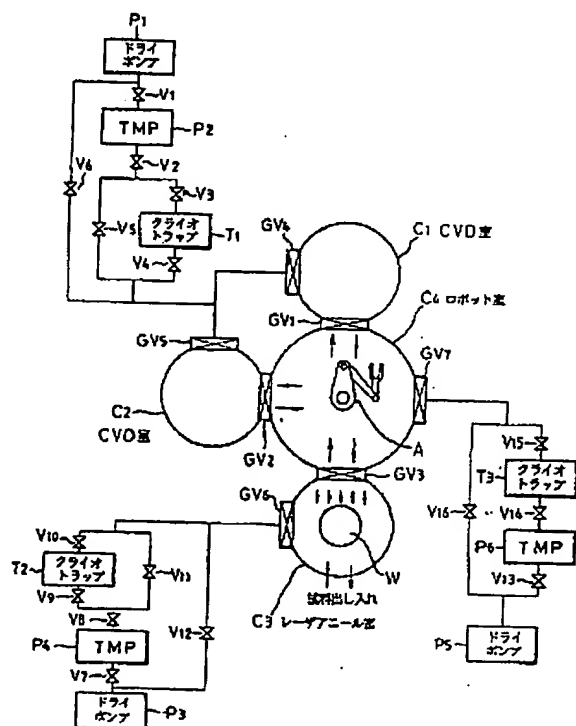 P1
ドライ
ポンプ
V1
TMP
P2
V6
V2
V3
V5
クライオ
トラップ
T1
V4
GV4
C1 CVD室
GV1
C4 ロボット室
GV5
GV7
C2
CVD室
GV2
A
GV3
V15
T3
クライオ
トラップ
V16
V14
P6
TMP
V13
P5
ドライ
ポンプ
GV6
W
試料出し入れ
C3 レーザアニール室
V10
T2
クライオ
トラップ
V11
V9
V8
V12
P4
TMP
V7
ドライ
ポンプ
P3